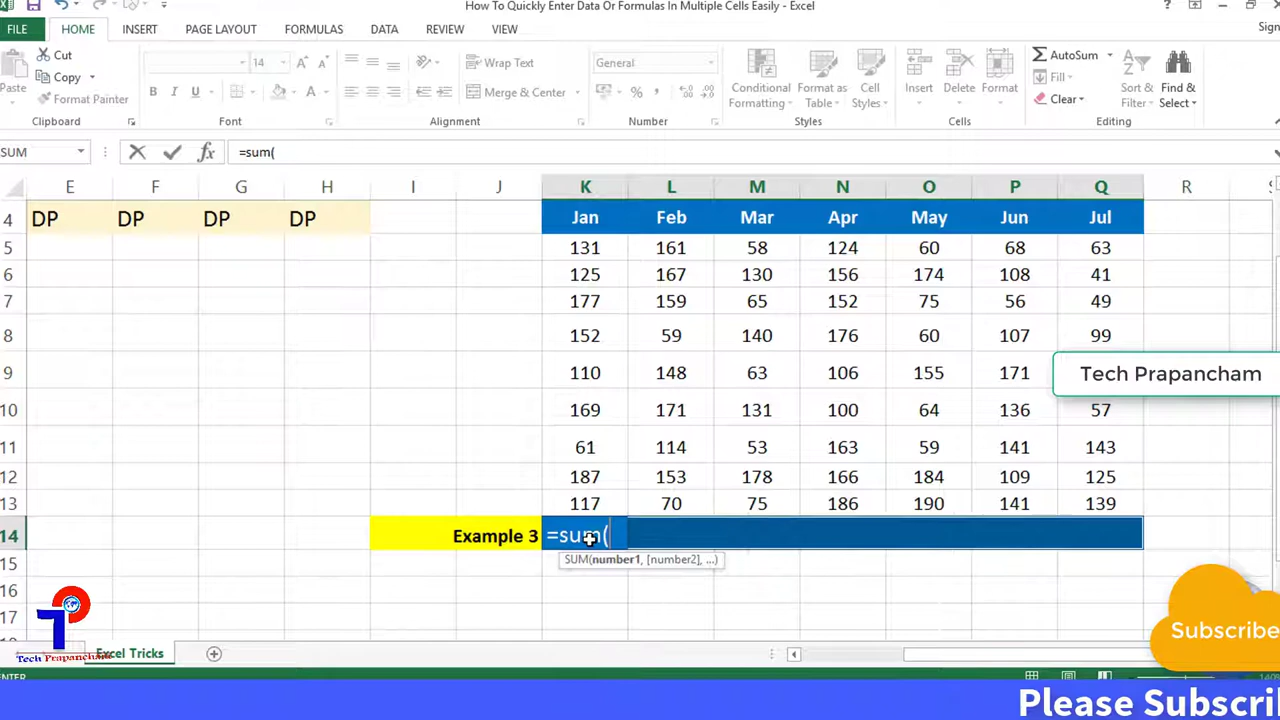 How To Quickly Enter Data Or Formulas In Multiple Cells Easily - Excel
FILE HOME INSERT PAGE LAYOUT FORMULAS DATA REVIEW VIEW Sign
Paste
Cut
Copy
Format Painter
Clipboard
14
B I U
Font
Wrap Text
Merge & Center
Alignment
General
%
Number
Conditional Formatting
Format as Table
Cell Styles
Styles
Insert Delete Format
Cells
AutoSum
Fill
Clear
Sort & Filter
Find & Select
Editing
SUM =sum(
E F G H I J K L M N O P Q R
4 DP DP DP DP Jan Feb Mar Apr May Jun Jul
5 131 161 58 124 60 68 63
6 125 167 130 156 174 108 41
7 177 159 65 152 75 56 49
8 152 59 140 176 60 107 99
9 110 148 63 106 155 171
Tech Prapancham
10 169 171 131 100 64 136 57
11 61 114 53 163 59 141 143
12 187 153 178 166 184 109 125
13 117 70 75 186 190 141 139
14 Example 3 =sum(
SUM(number1, [number2], ...)
15
16
17
Tech Prapancham
Excel Tricks
Subscribe
Please Subscri